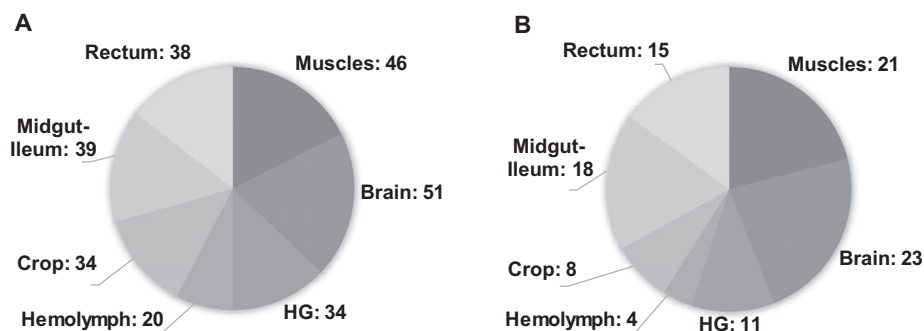 A
Rectum: 38
Muscles: 46
Midgut-
Ileum: 39
Brain: 51
Crop: 34
Hemolymph: 20
HG: 34
B
Rectum: 15
Muscles: 21
Midgut-
Ileum: 18
Brain: 23
Crop: 8
Hemolymph: 4
HG: 11